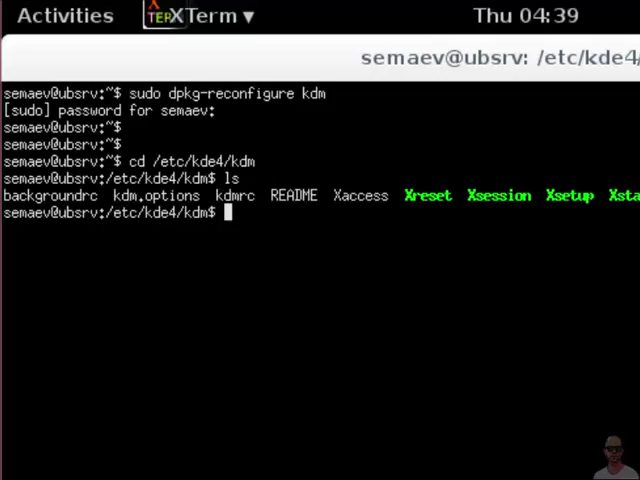 Activities XTerm ▾ Thu 04:39
TER
semaev@ubsrv: /etc/kde4/
semaev@ubsrv:~$ sudo dpkg-reconfigure kdm
[sudo] password for semaev:
semaev@ubsrv:~$
semaev@ubsrv:~$
semaev@ubsrv:~$ cd /etc/kde4/kdm
semaev@ubsrv:/etc/kde4/kdm$ ls
backgroundrc kdm.options kdmrc README Xaccess Xreset Xsession Xsetup Xsta
semaev@ubsrv:/etc/kde4/kdm$